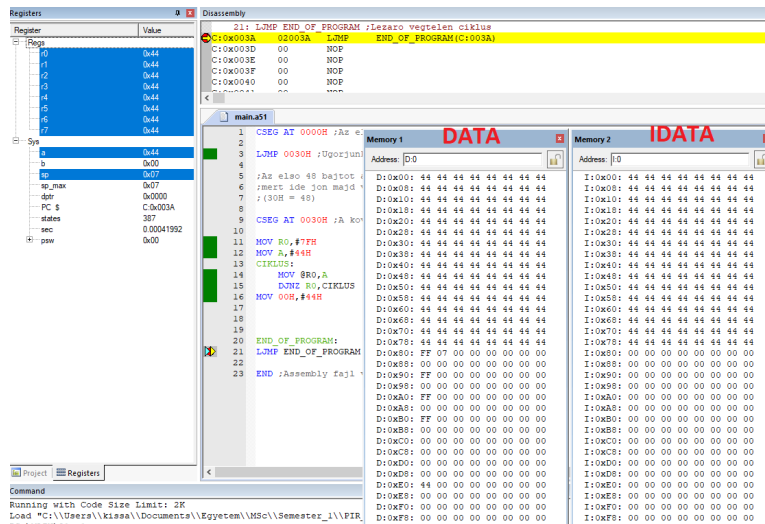 Registers
Register Value
Regs
r0 0x44
r1 0x44
r2 0x44
r3 0x44
r4 0x44
r5 0x44
r6 0x44
r7 0x44
Sys
a 0x44
b 0x00
sp 0x07
sp_max 0x07
dptr 0x0000
PC $ C:0x003A
states 387
sec 0.00041992
psw 0x00
Project Registers
Disassembly
21: LJMP END_OF_PROGRAM ;Lezaro vegtelen ciklus
C:0x003A 02003A LJMP END_OF_PROGRAM(C:003A)
C:0x003D 00 NOP
C:0x003E 00 NOP
C:0x003F 00 NOP
C:0x0040 00 NOP
main.a51
1 CSEG AT 0000H ;Az
2
3 LJMP 0030H
4
5 ;Az elso 48 bajtot
6 ;mert ide jon majd
7 ;(30H = 48)
8
9 CSEG AT 0030H ;A
10
11 MOV R0,#7FH
12 MOV A,#44H
13 CIKLUS:
14 MOV @R0,A
15 DJNZ R0,CIKLUS
16 MOV 00H,#44H
17
18
19
20 END_OF_PROGRAM:
21 LJMP END_OF_PROGRAM
22
23 END ;Assembly fajl
Memory 1 DATA
Address: D:0
D:0x00: 44 44 44 44 44 44 44 44
D:0x08: 44 44 44 44 44 44 44 44
D:0x10: 44 44 44 44 44 44 44 44
D:0x18: 44 44 44 44 44 44 44 44
D:0x20: 44 44 44 44 44 44 44 44
D:0x28: 44 44 44 44 44 44 44 44
D:0x30: 44 44 44 44 44 44 44 44
D:0x38: 44 44 44 44 44 44 44 44
D:0x40: 44 44 44 44 44 44 44 44
D:0x48: 44 44 44 44 44 44 44 44
D:0x50: 44 44 44 44 44 44 44 44
D:0x58: 44 44 44 44 44 44 44 44
D:0x60: 44 44 44 44 44 44 44 44
D:0x68: 44 44 44 44 44 44 44 44
D:0x70: 44 44 44 44 44 44 44 44
D:0x78: 44 44 44 44 44 44 44 44
D:0x80: FF 07 00 00 00 00 00 00
D:0x88: 00 00 00 00 00 00 00 00
D:0x90: FF 00 00 00 00 00 00 00
D:0x98: 00 00 00 00 00 00 00 00
D:0xA0: FF 00 00 00 00 00 00 00
D:0xA8: 00 00 00 00 00 00 00 00
D:0xB0: FF 00 00 00 00 00 00 00
D:0xB8: 00 00 00 00 00 00 00 00
D:0xC0: 00 00 00 00 00 00 00 00
D:0xC8: 00 00 00 00 00 00 00 00
D:0xD0: 00 00 00 00 00 00 00 00
D:0xD8: 00 00 00 00 00 00 00 00
D:0xE0: 44 00 00 00 00 00 00 00
D:0xE8: 00 00 00 00 00 00 00 00
D:0xF0: 00 00 00 00 00 00 00 00
D:0xF8: 00 00 00 00 00 00 00 00
Memory 2 IDATA
Address: I:0
I:0x00: 44 44 44 44 44 44 44 44
I:0x08: 44 44 44 44 44 44 44 44
I:0x10: 44 44 44 44 44 44 44 44
I:0x18: 44 44 44 44 44 44 44 44
I:0x20: 44 44 44 44 44 44 44 44
I:0x28: 44 44 44 44 44 44 44 44
I:0x30: 44 44 44 44 44 44 44 44
I:0x38: 44 44 44 44 44 44 44 44
I:0x40: 44 44 44 44 44 44 44 44
I:0x48: 44 44 44 44 44 44 44 44
I:0x50: 44 44 44 44 44 44 44 44
I:0x58: 44 44 44 44 44 44 44 44
I:0x60: 44 44 44 44 44 44 44 44
I:0x68: 44 44 44 44 44 44 44 44
I:0x70: 44 44 44 44 44 44 44 44
I:0x78: 44 44 44 44 44 44 44 44
I:0x80: 00 00 00 00 00 00 00 00
I:0x88: 00 00 00 00 00 00 00 00
I:0x90: 00 00 00 00 00 00 00 00
I:0x98: 00 00 00 00 00 00 00 00
I:0xA0: 00 00 00 00 00 00 00 00
I:0xA8: 00 00 00 00 00 00 00 00
I:0xB0: 00 00 00 00 00 00 00 00
I:0xB8: 00 00 00 00 00 00 00 00
I:0xC0: 00 00 00 00 00 00 00 00
I:0xC8: 00 00 00 00 00 00 00 00
I:0xD0: 00 00 00 00 00 00 00 00
I:0xD8: 00 00 00 00 00 00 00 00
I:0xE0: 00 00 00 00 00 00 00 00
I:0xE8: 00 00 00 00 00 00 00 00
I:0xF0: 00 00 00 00 00 00 00 00
I:0xF8: 00 00 00 00 00 00 00 00
Command
Running with Code Size Limit: 2K
Load "C:\\Users\\kissa\\Documents\\Egyetem\\MSc\\Semester_1\\PIR_